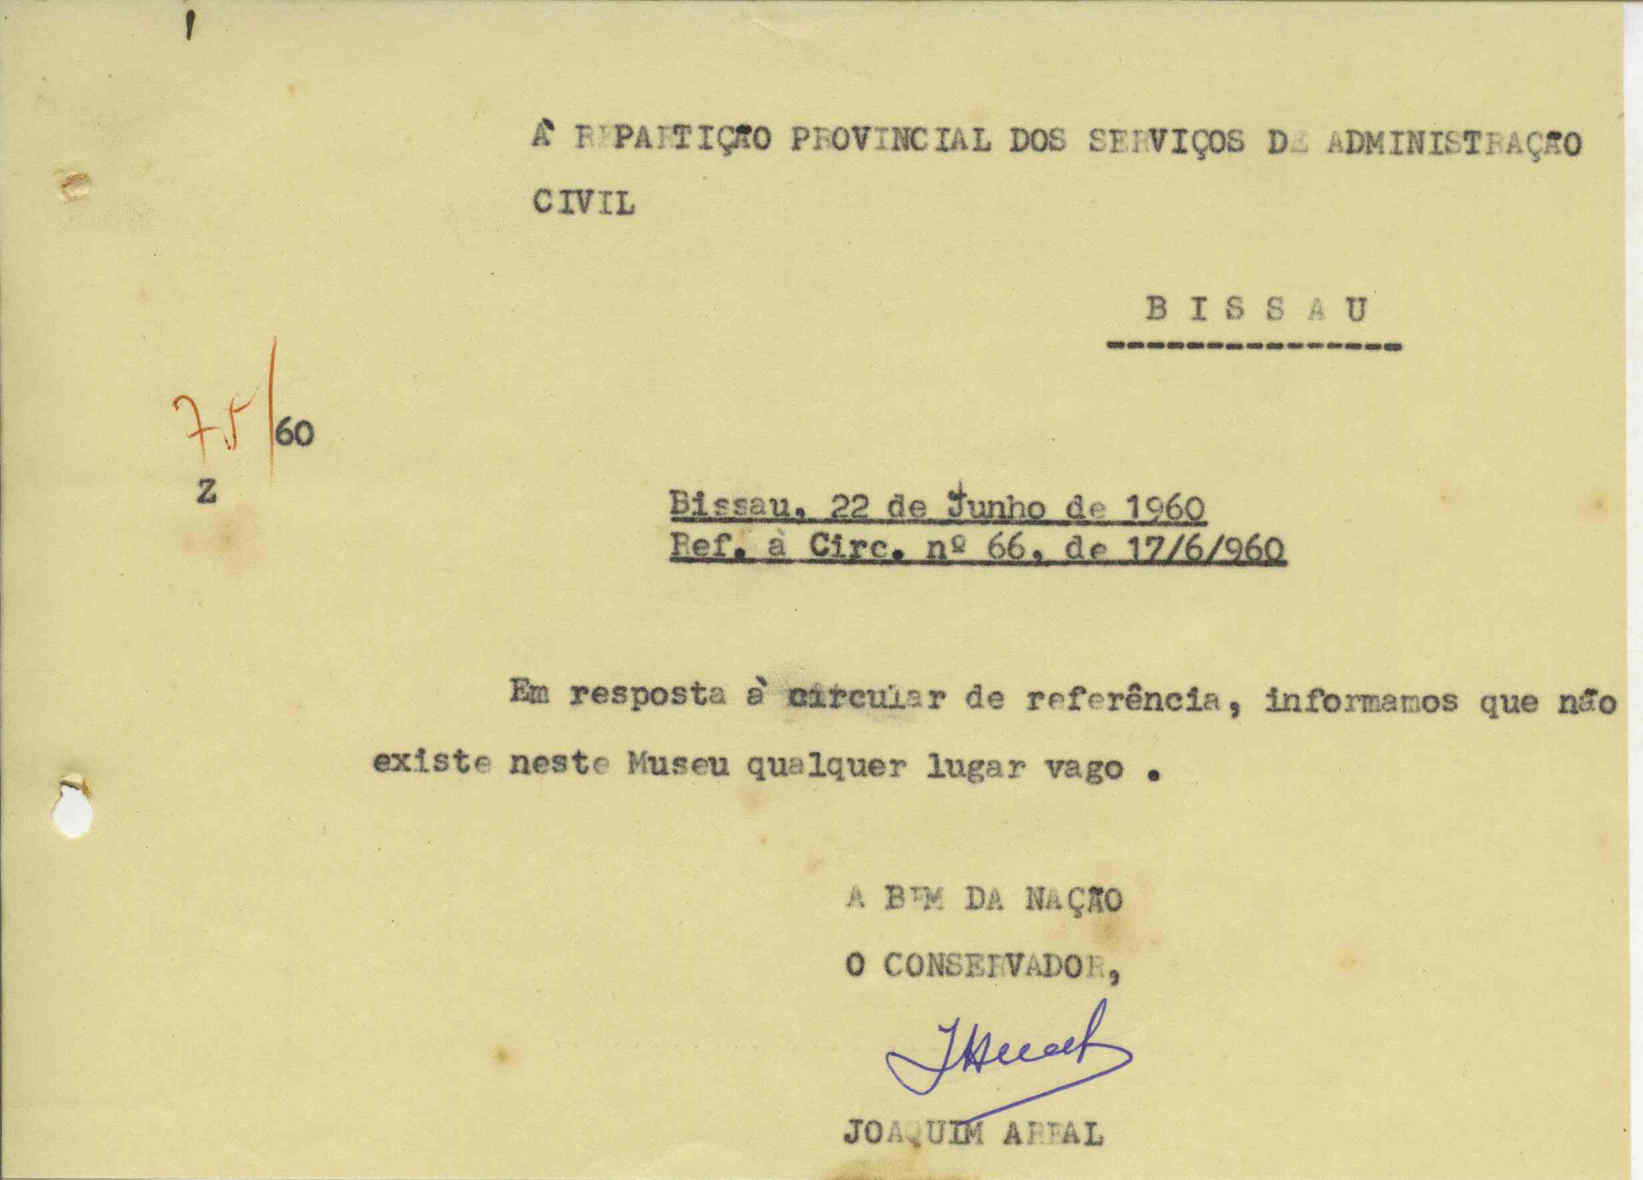 À REPARTIÇÃO PROVINCIAL DOS SERVIÇOS DE ADMINISTRAÇÃO
CIVIL
B I S S A U
75/60
Z
Bissau, 22 de Junho de 1960
Ref. à Circ. nº 66, de 17/6/960
Em resposta à circular de referência, informamos que não
existe neste Museu qualquer lugar vago .
A BEM DA NAÇÃO
O CONSERVADOR,
JOAQUIM AREAL